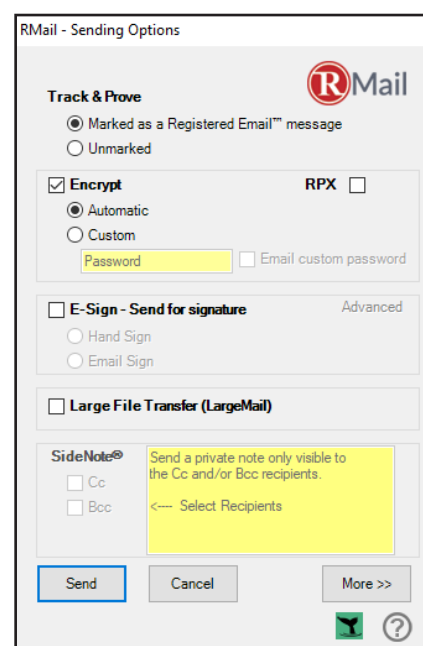 RMail - Sending Options
RMail
Track & Prove
Marked as a Registered Email™ message
Unmarked
Encrypt RPX
Automatic
Custom
Password Email custom password
E-Sign - Send for signature Advanced
Hand Sign
Email Sign
Large File Transfer (LargeMail)
SideNote®
Cc
Bcc
Send a private note only visible to
the Cc and/or Bcc recipients.
<---- Select Recipients
Send Cancel More >>
?